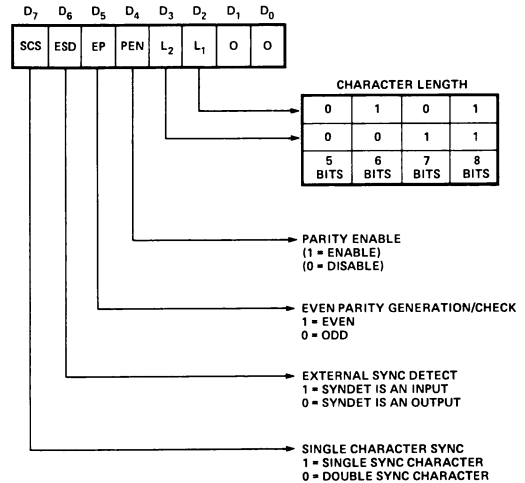 D7 D6 D5 D4 D3 D2 D1 D0
SCS ESD EP PEN L2 L1 O O
CHARACTER LENGTH
0 1 0 1
0 0 1 1
5 BITS 6 BITS 7 BITS 8 BITS
PARITY ENABLE
(1 = ENABLE)
(0 = DISABLE)
EVEN PARITY GENERATION/CHECK
1 = EVEN
0 = ODD
EXTERNAL SYNC DETECT
1 = SYNDET IS AN INPUT
0 = SYNDET IS AN OUTPUT
SINGLE CHARACTER SYNC
1 = SINGLE SYNC CHARACTER
0 = DOUBLE SYNC CHARACTER